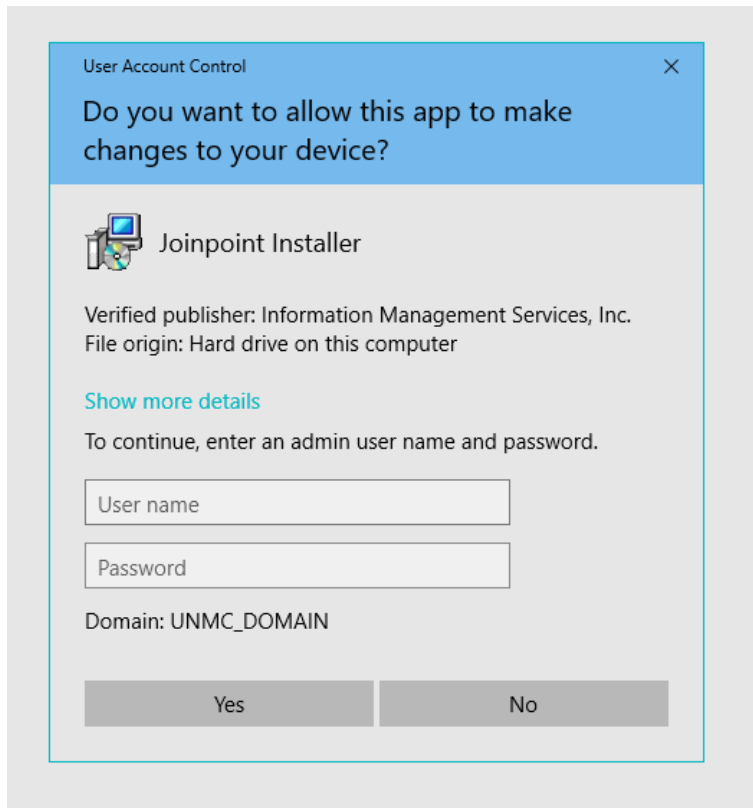 User Account Control
Do you want to allow this app to make
changes to your device?
Joinpoint Installer
Verified publisher: Information Management Services, Inc.
File origin: Hard drive on this computer
Show more details
To continue, enter an admin user name and password.
User name
Password
Domain: UNMC_DOMAIN
Yes
No